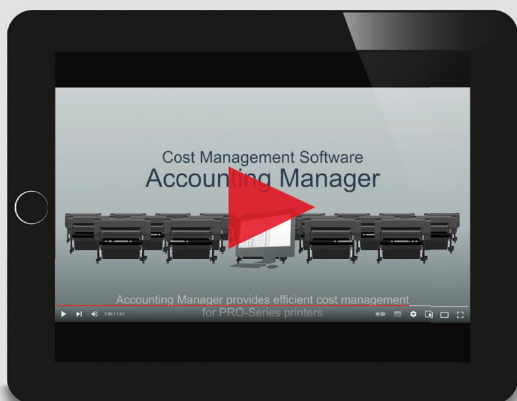 Cost Management Software
Accounting Manager
Accounting Manager provides efficient cost management
for PRO-Series printers